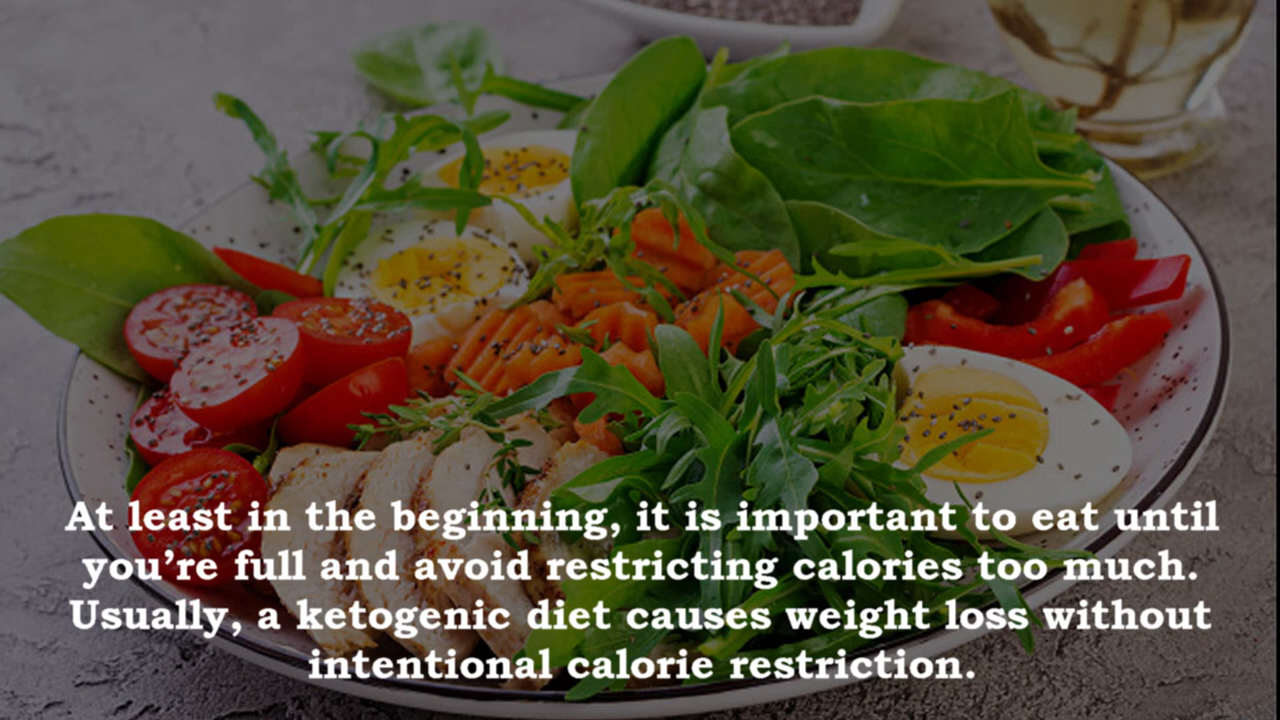 At least in the beginning, it is important to eat until
you’re full and avoid restricting calories too much.
Usually, a ketogenic diet causes weight loss without
intentional calorie restriction.